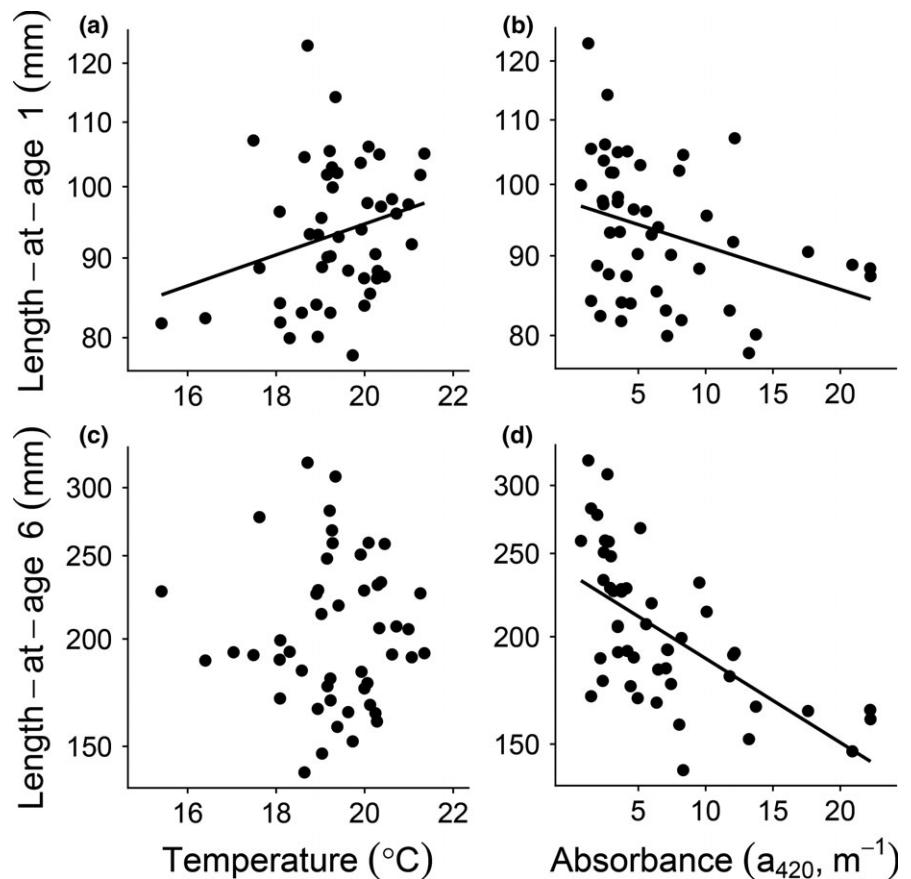 (a)
(b)
Length-at-age 1 (mm)
120
110
100
90
80
120
110
100
90
80
16 18 20 22
5 10 15 20
(c)
(d)
Length-at-age 6 (mm)
300
250
200
150
300
250
200
150
16 18 20 22
5 10 15 20
Temperature (°C)
Absorbance (a₄₂₀, m⁻¹)